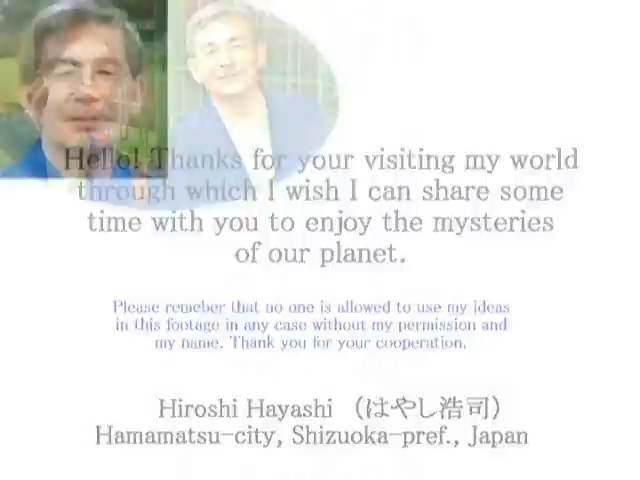 Hello! Thanks for your visiting my world
through which I wish I can share some
time with you to enjoy the mysteries
of our planet.
Please remeber that no one is allowed to use my ideas
in this footage in any case without my permission and
my name. Thank you for your cooperation.
Hiroshi Hayashi （はやし浩司）
Hamamatsu-city, Shizuoka-pref., Japan